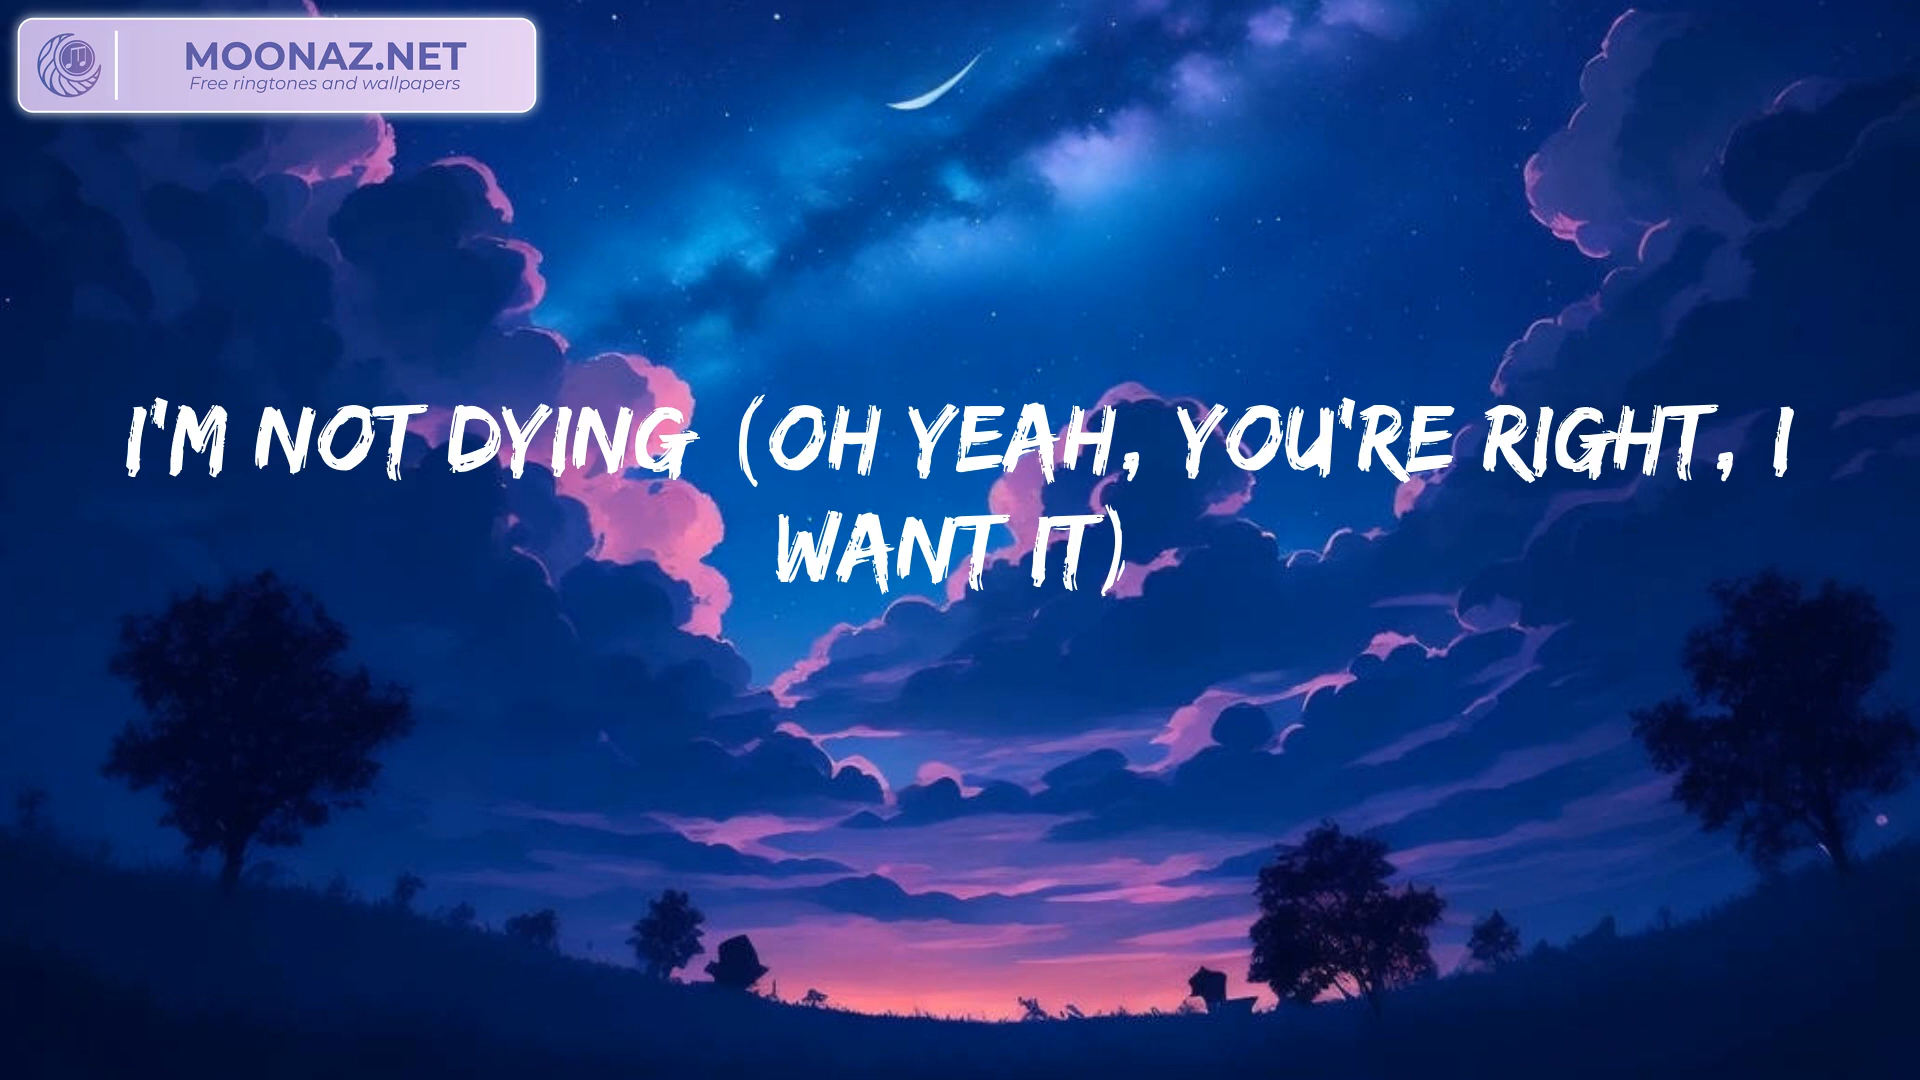 MOONAZ.NET
Free ringtones and wallpapers
I'M NOT DYING (OH YEAH, YOU'RE RIGHT, I
WANT IT)